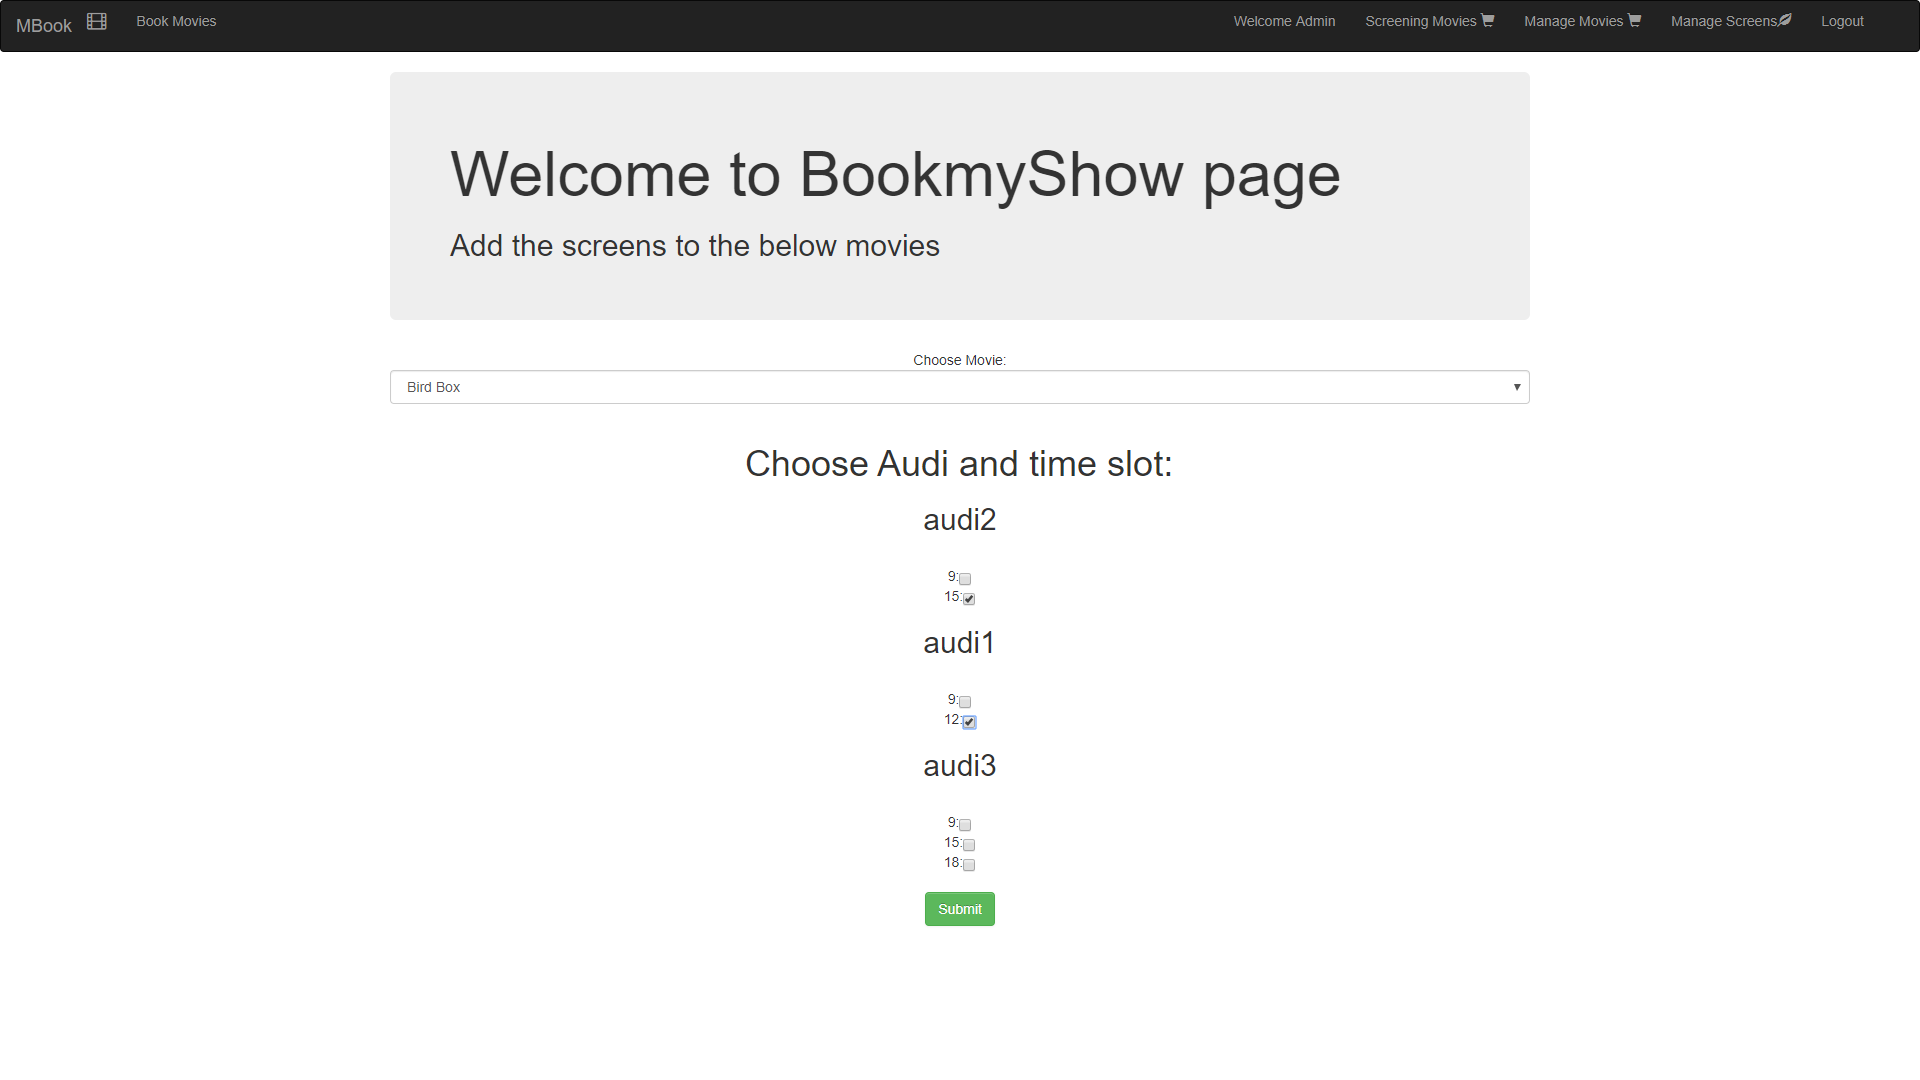 MBook Book Movies Welcome Admin Screening Movies Manage Movies Manage Screens Logout
Welcome to BookmyShow page
Add the screens to the below movies
Choose Movie:
Bird Box
Choose Audi and time slot:
audi2
9:
15:
audi1
9:
12:
audi3
9:
15:
18:
Submit